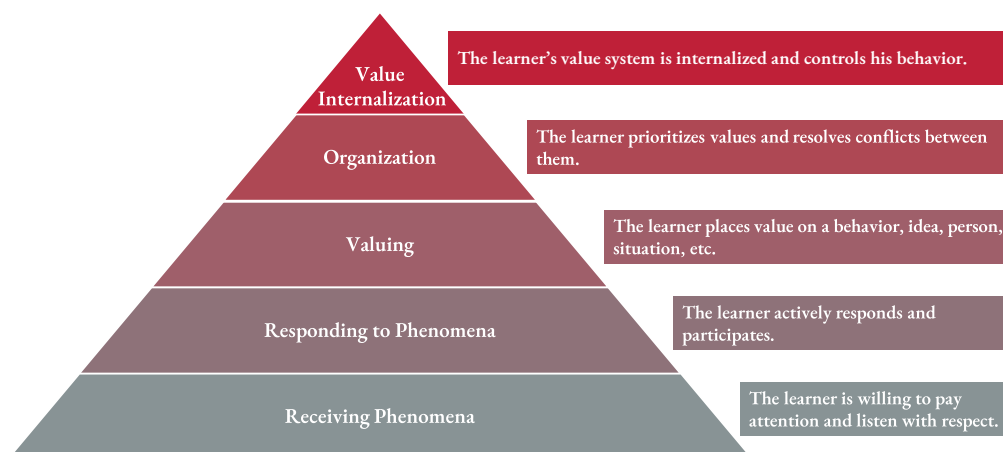 Value
Internalization
The learner’s value system is internalized and controls his behavior.
Organization
The learner prioritizes values and resolves conflicts between
them.
Valuing
The learner places value on a behavior, idea, person,
situation, etc.
Responding to Phenomena
The learner actively responds and
participates.
Receiving Phenomena
The learner is willing to pay
attention and listen with respect.